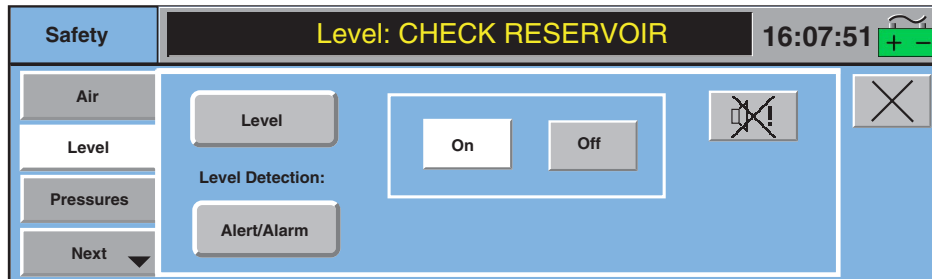 Safety
Level: CHECK RESERVOIR
16:07:51
+ −
Air
Level
Pressures
Next
Level
Level Detection:
Alert/Alarm
On
Off
!